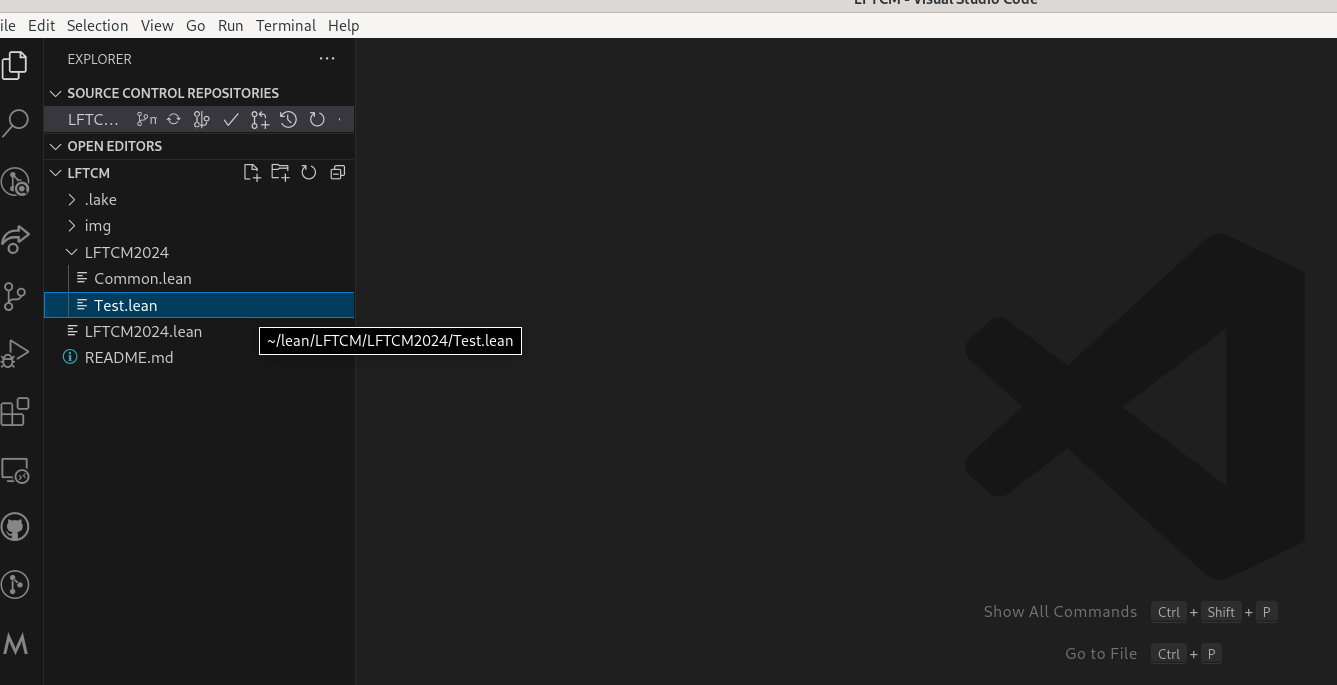 LFTCM - Visual Studio Code
ile Edit Selection View Go Run Terminal Help
EXPLORER
SOURCE CONTROL REPOSITORIES
LFTC...
OPEN EDITORS
LFTCM
.lake
img
LFTCM2024
Common.lean
Test.lean
LFTCM2024.lean
~/lean/LFTCM/LFTCM2024/Test.lean
README.md
Show All Commands Ctrl + Shift + P
Go to File Ctrl + P